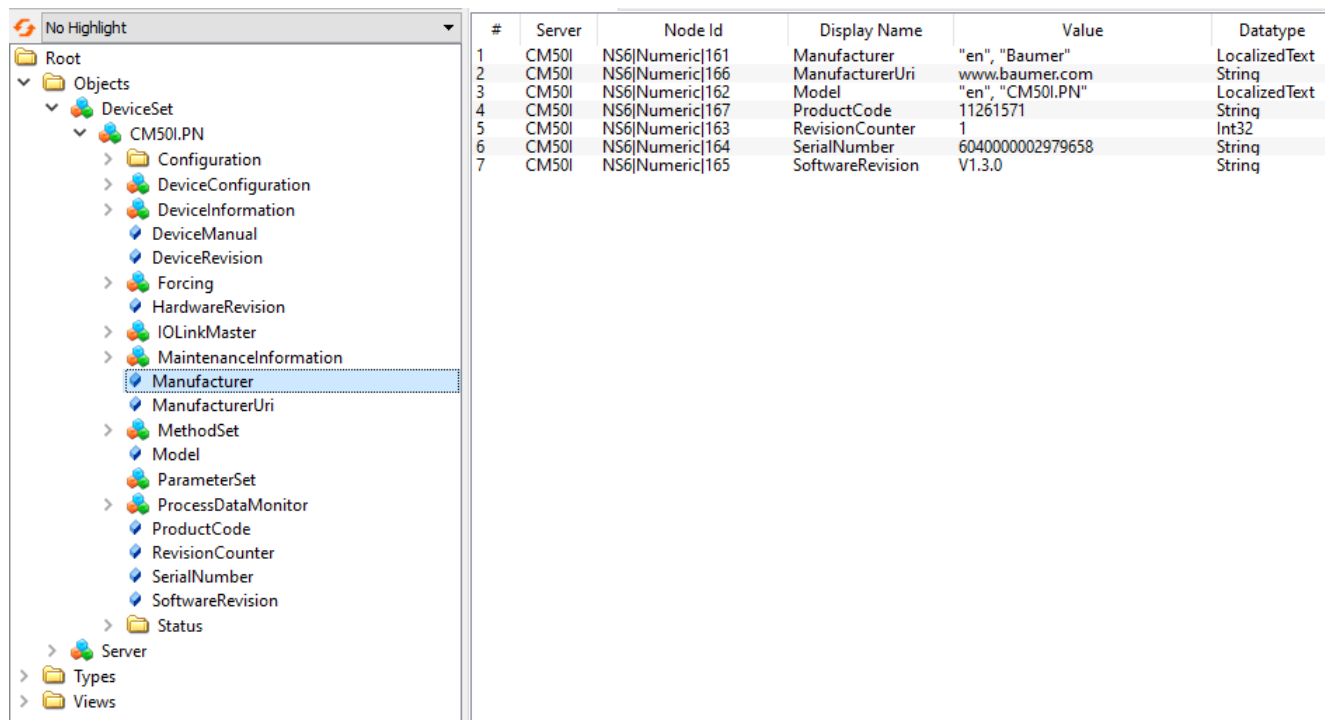 No Highlight
Root
Objects
DeviceSet
CM50I.PN
Configuration
DeviceConfiguration
DeviceInformation
DeviceManual
DeviceRevision
Forcing
HardwareRevision
IOLinkMaster
MaintenanceInformation
Manufacturer
ManufacturerUri
MethodSet
Model
ParameterSet
ProcessDataMonitor
ProductCode
RevisionCounter
SerialNumber
SoftwareRevision
Status
Server
Types
Views
# Server Node Id Display Name Value Datatype
1 CM50I NS6|Numeric|161 Manufacturer "en", "Baumer" LocalizedText
2 CM50I NS6|Numeric|166 ManufacturerUri www.baumer.com String
3 CM50I NS6|Numeric|162 Model "en", "CM50I.PN" LocalizedText
4 CM50I NS6|Numeric|167 ProductCode 11261571 String
5 CM50I NS6|Numeric|163 RevisionCounter 1 Int32
6 CM50I NS6|Numeric|164 SerialNumber 6040000002979658 String
7 CM50I NS6|Numeric|165 SoftwareRevision V1.3.0 String